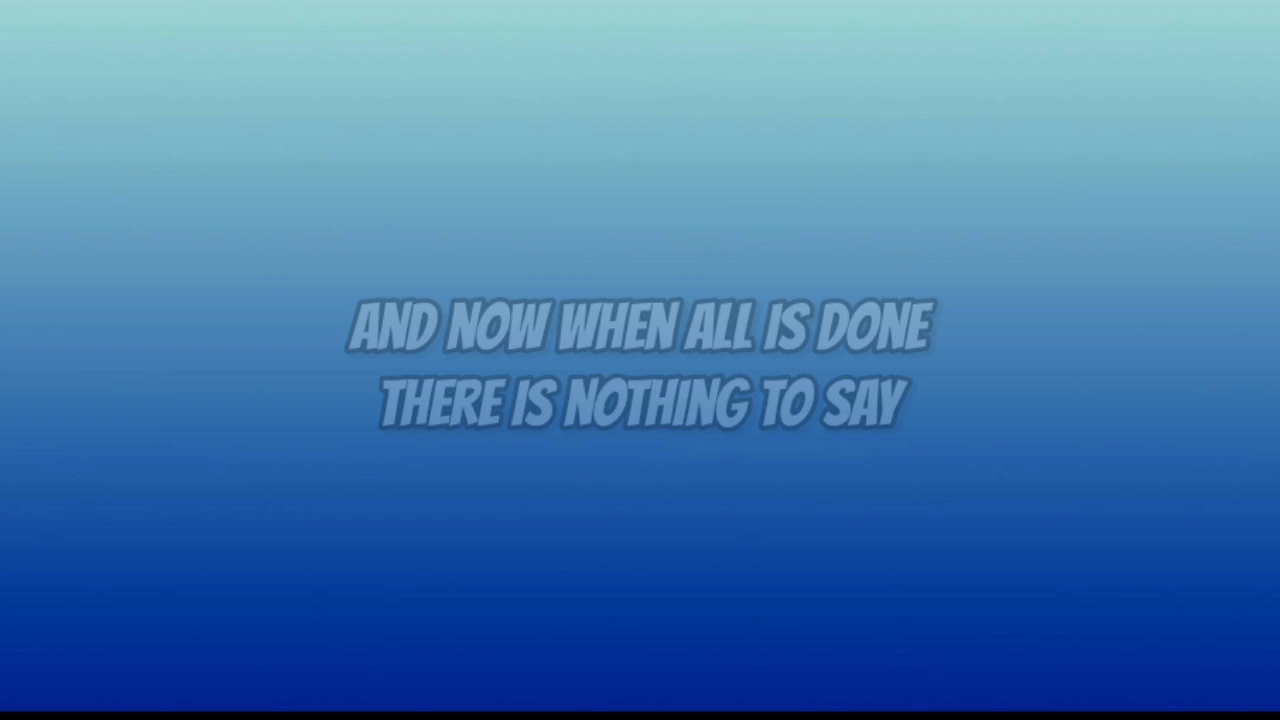 AND NOW WHEN ALL IS DONE
THERE IS NOTHING TO SAY